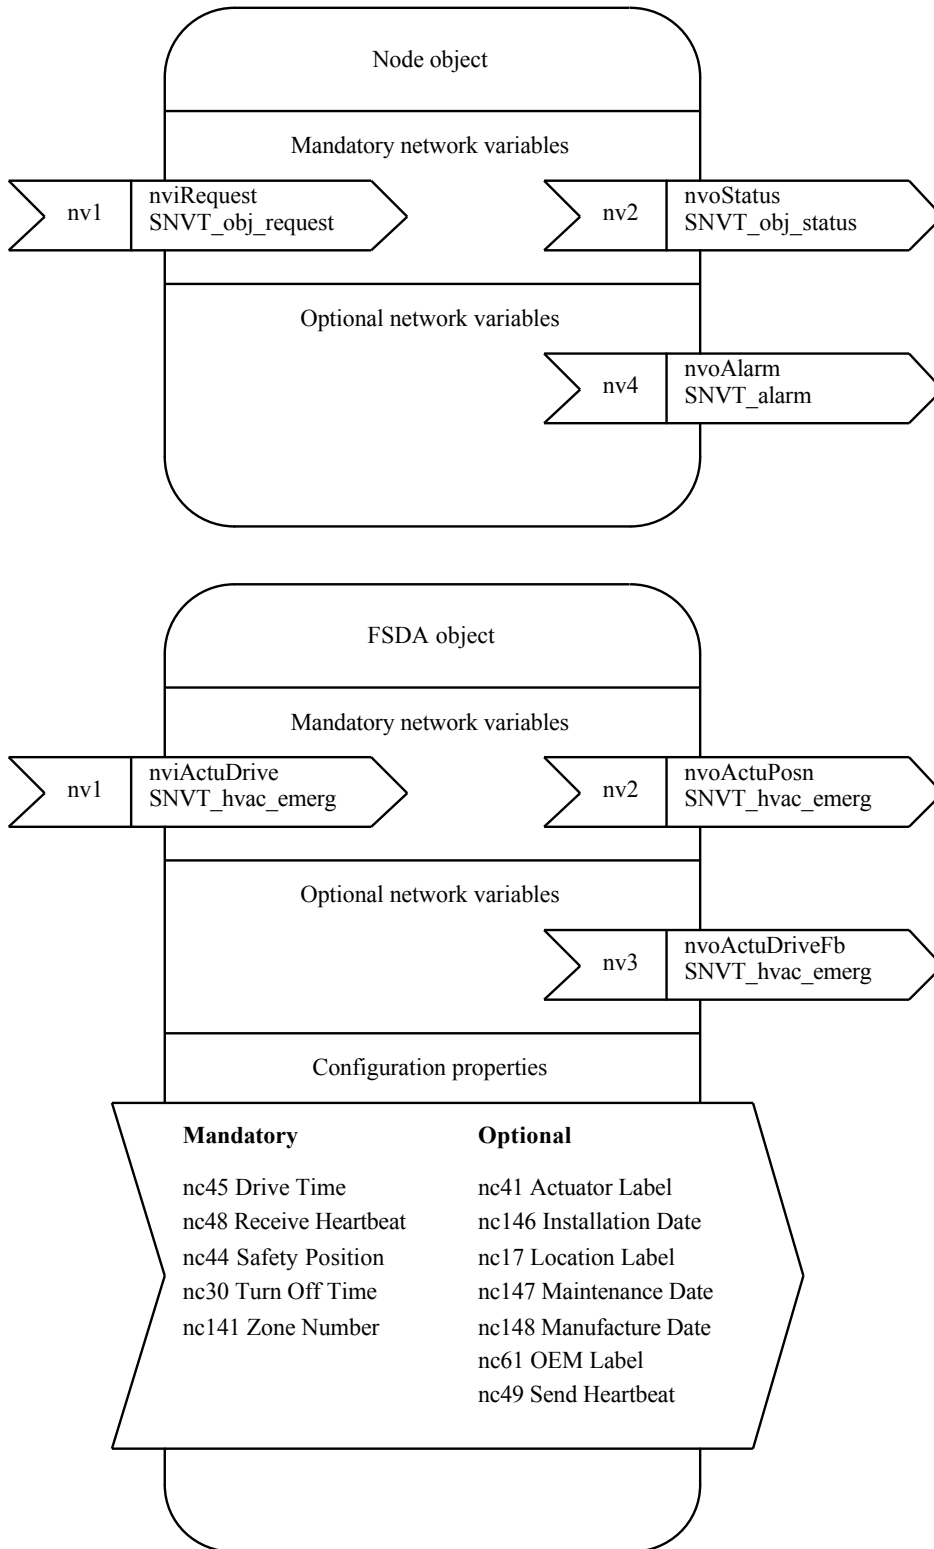 Node object
Mandatory network variables
nv1
nviRequest
SNVT_obj_request
nv2
nvoStatus
SNVT_obj_status
Optional network variables
nv4
nvoAlarm
SNVT_alarm
FSDA object
Mandatory network variables
nv1
nviActuDrive
SNVT_hvac_emerg
nv2
nvoActuPosn
SNVT_hvac_emerg
Optional network variables
nv3
nvoActuDriveFb
SNVT_hvac_emerg
Configuration properties
Mandatory
nc45 Drive Time
nc48 Receive Heartbeat
nc44 Safety Position
nc30 Turn Off Time
nc141 Zone Number
Optional
nc41 Actuator Label
nc146 Installation Date
nc17 Location Label
nc147 Maintenance Date
nc148 Manufacture Date
nc61 OEM Label
nc49 Send Heartbeat